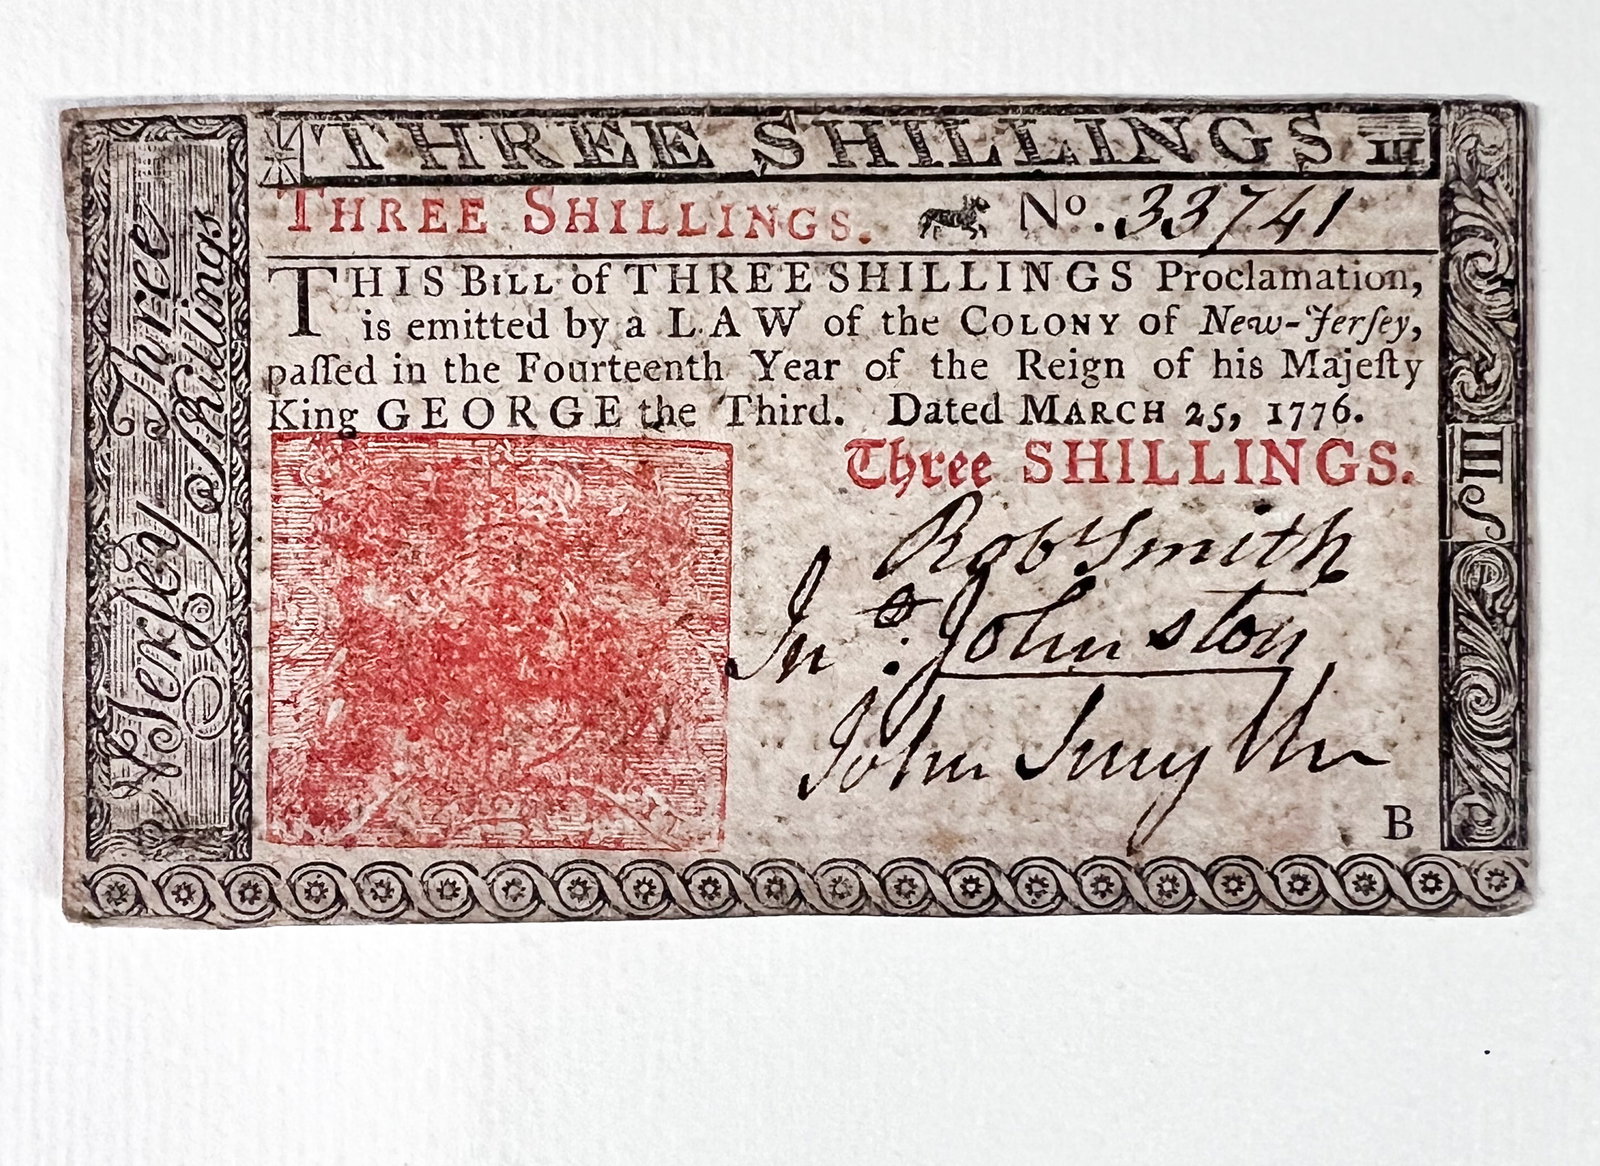 THREE SHILLINGS III
THREE SHILLINGS. No. 33741
THIS BILL of THREE SHILLINGS Proclamation,
is emitted by a LAW of the COLONY of New-Jerſey,
paſſed in the Fourteenth Year of the Reign of his Majeſty
King GEORGE the Third. Dated MARCH 25, 1776.
Three SHILLINGS.
Robt Smith
Jno: Johnston
John Smyth
B
Jerſey Three
Shillings
III S